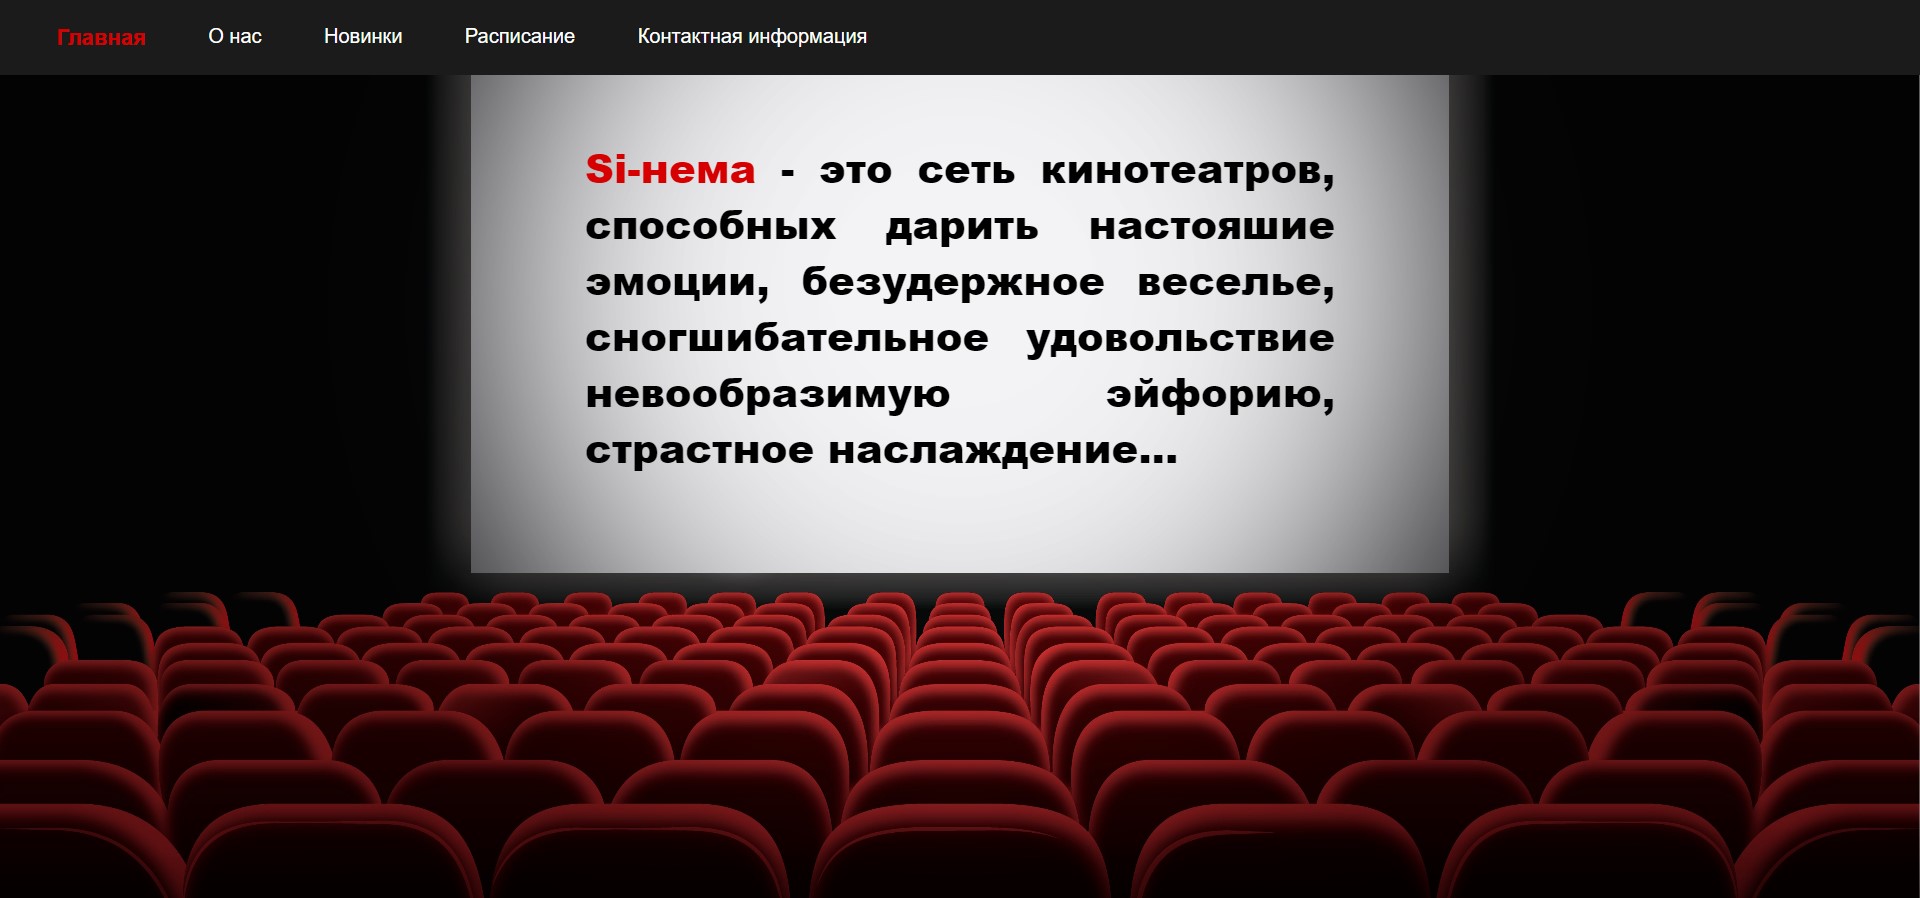 Главная О нас Новинки Расписание Контактная информация
Si-нема - это сеть кинотеатров,
способных дарить настояшие
эмоции, безудержное веселье,
сногшибательное удовольствие
невообразимую эйфорию,
страстное наслаждение...